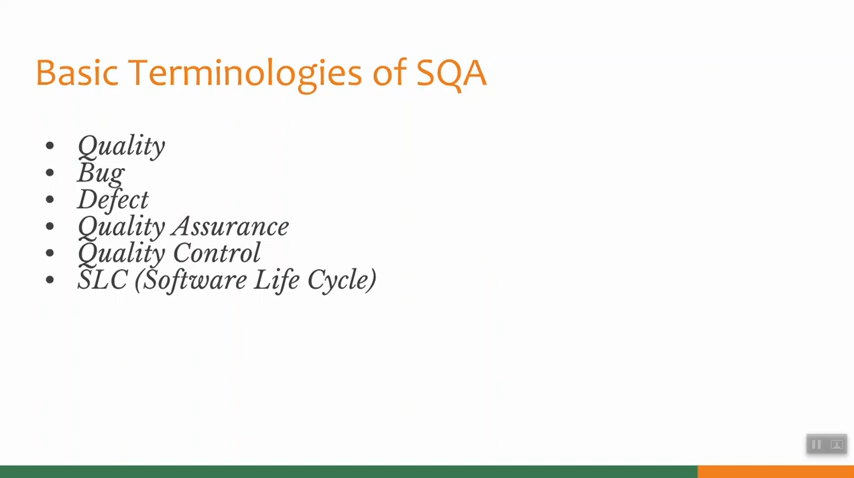 Basic Terminologies of SQA
• Quality
• Bug
• Defect
• Quality Assurance
• Quality Control
• SLC (Software Life Cycle)